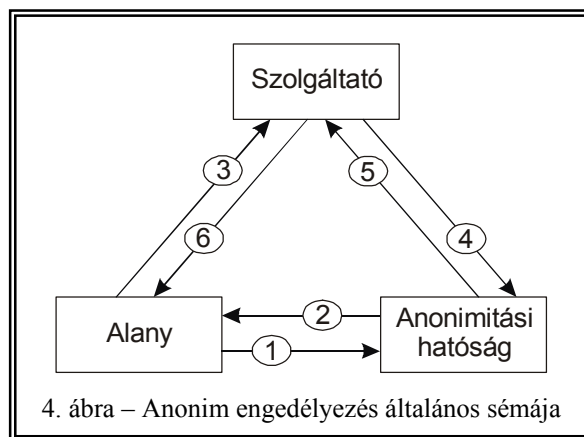 Szolgáltató
3
5
6
4
Alany
2
1
Anonimitási
hatóság
4. ábra – Anonim engedélyezés általános sémája